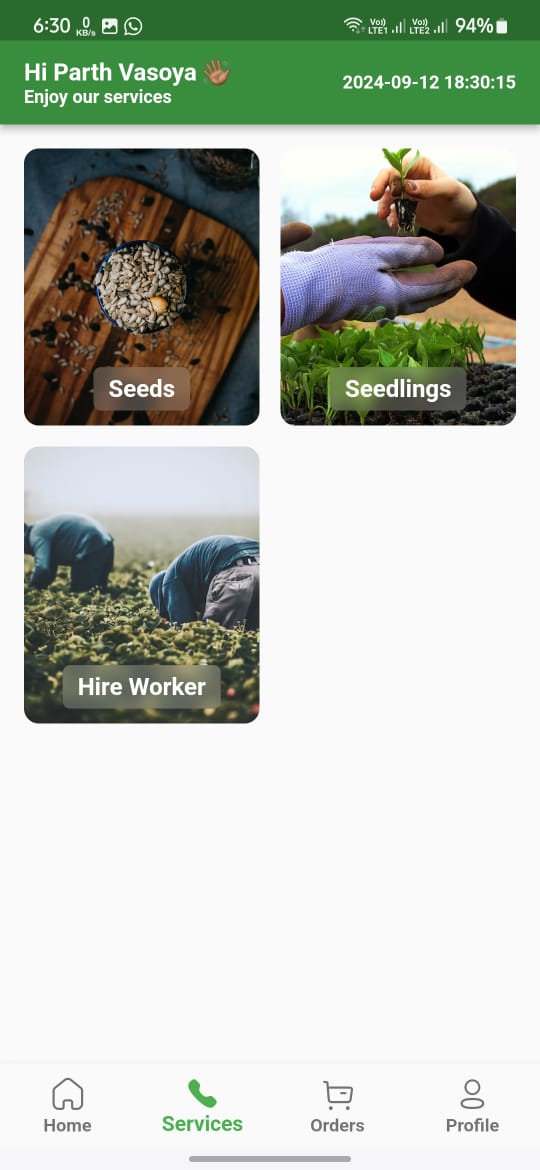 6:30 0 KB/s Vo)) LTE1 Vo)) LTE2 94%
Hi Parth Vasoya 👋🏽
Enjoy our services
2024-09-12 18:30:15
Seeds
Seedlings
Hire Worker
Home
Services
Orders
Profile